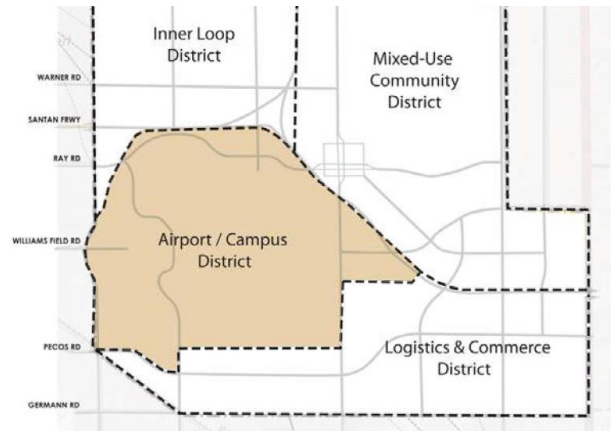 Inner Loop
District
Mixed-Use
Community
District
WARNER RD
SANTAN FRWY
RAY RD
WILLIAMS FIELD RD
Airport / Campus
District
PECOS RD
Logistics & Commerce
District
GERMANN RD